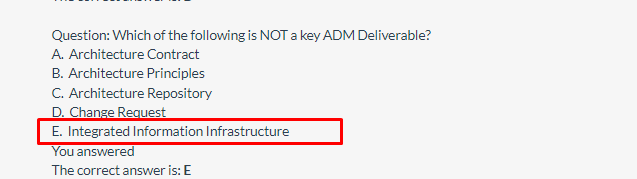 Question: Which of the following is NOT a key ADM Deliverable?
A. Architecture Contract
B. Architecture Principles
C. Architecture Repository
D. Change Request
E. Integrated Information Infrastructure
You answered
The correct answer is: E